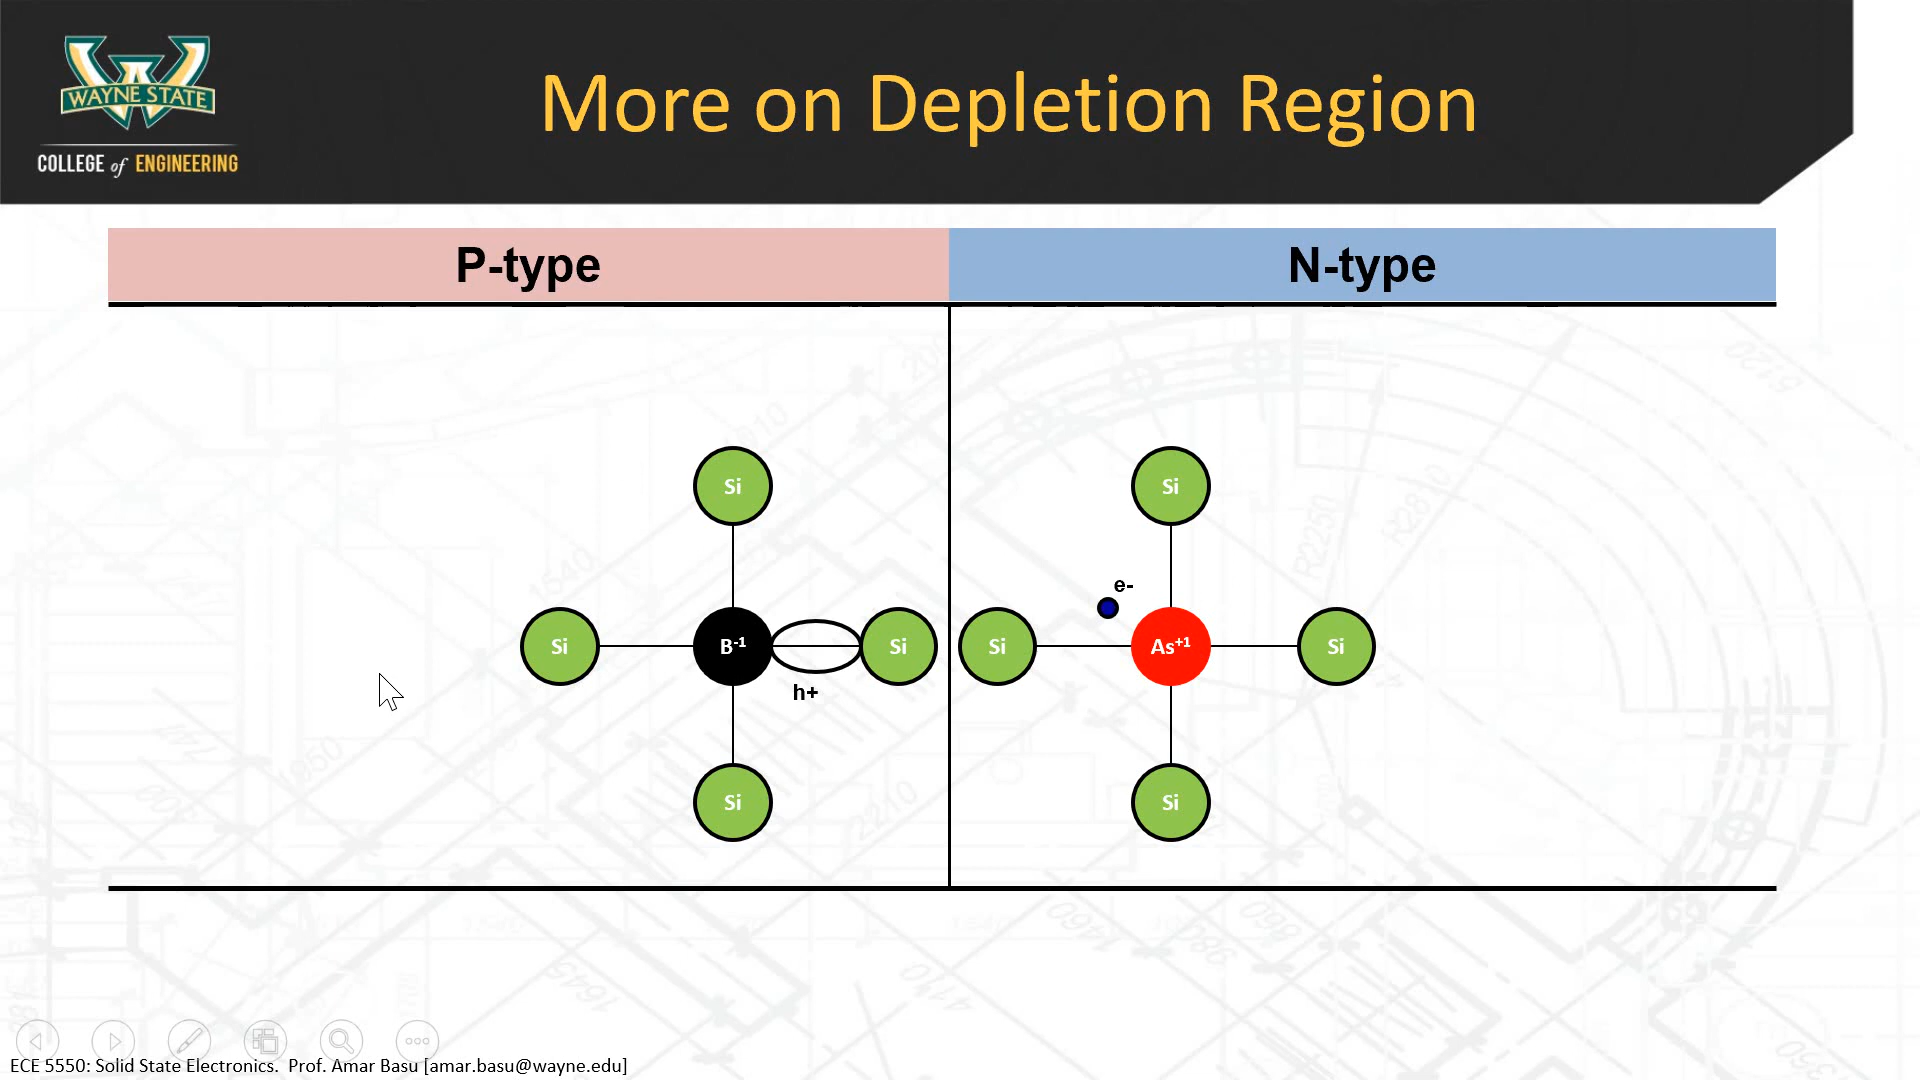 WAYNE STATE
COLLEGE of ENGINEERING
More on Depletion Region
P-type
N-type
Si
Si
e-
Si
B-1
Si
Si
As+1
Si
h+
Si
Si
ECE 5550: Solid State Electronics. Prof. Amar Basu [amar.basu@wayne.edu]